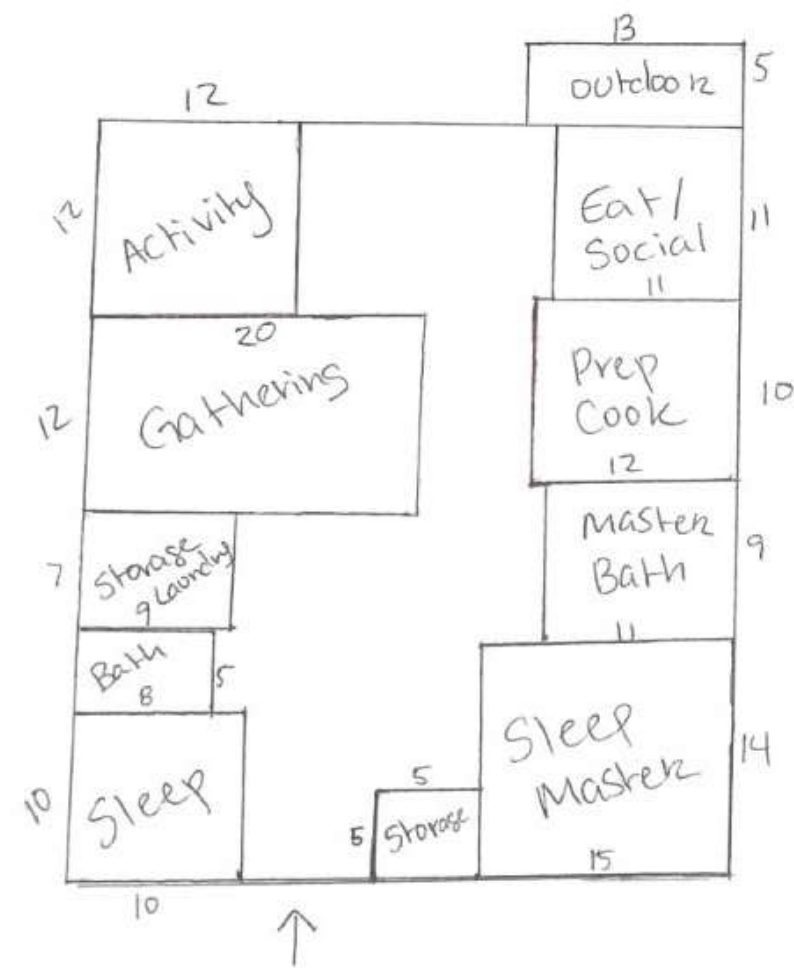 13
outdoor
5
12
12
Activity
Eat/
Social
11
11
20
Gathering
12
Prep
Cook
12
10
7
Storage
9 Laundry
Master
Bath
11
9
Bath
8
5
10
Sleep
10
5
5
Storage
Sleep
Master
15
14